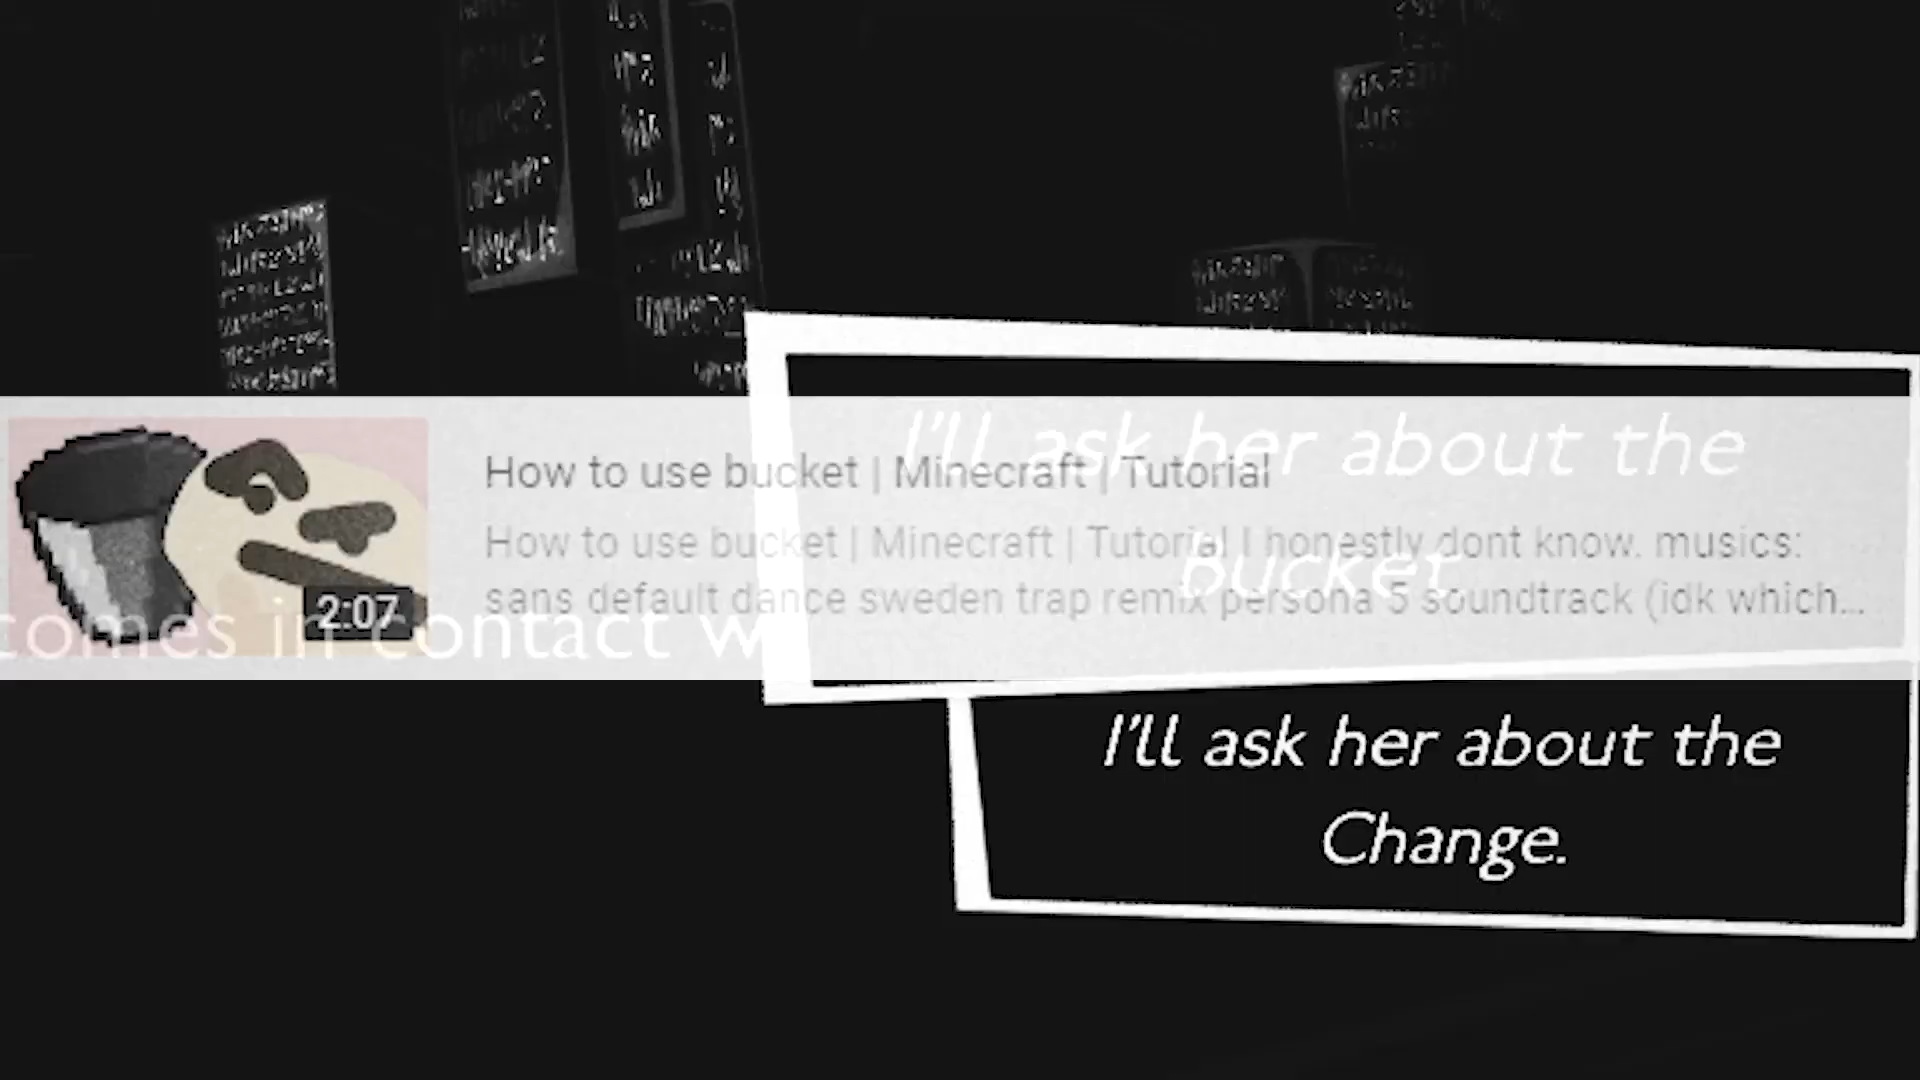 I'll ask her about the
Bucket.
How to use bucket | Minecraft | Tutorial
How to use bucket | Minecraft | Tutorial I honestly dont know. musics:
sans default dance sweden trap remix persona 5 soundtrack (idk which...
2:07
comes in contact w
I'll ask her about the
Change.